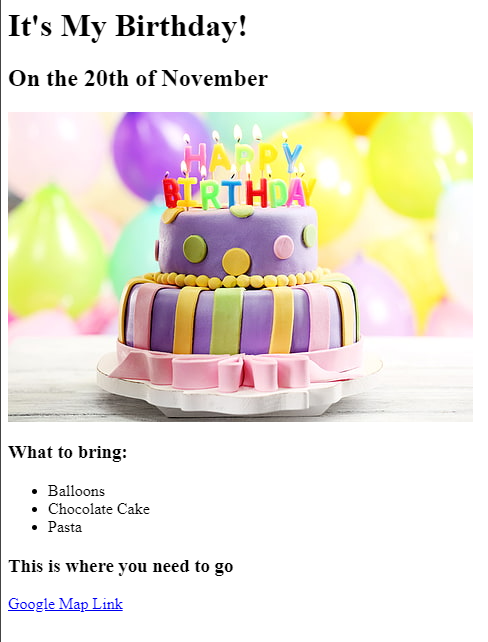 It's My Birthday!
On the 20th of November
HAPPY
BIRTHDAY
What to bring:
Balloons
Chocolate Cake
Pasta
This is where you need to go
Google Map Link